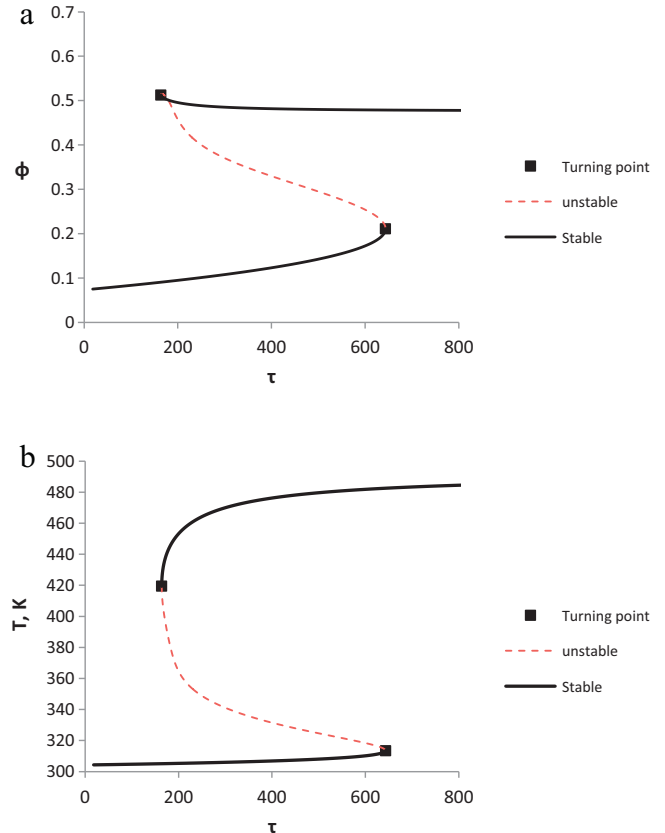 a
0.7
0.6
0.5
0.4
ϕ
0.3
0.2
0.1
0
0 200 400 600 800
τ
Turning point
unstable
Stable
b
500
480
460
440
420
T, K
400
380
360
340
320
300
0 200 400 600 800
τ
Turning point
unstable
Stable